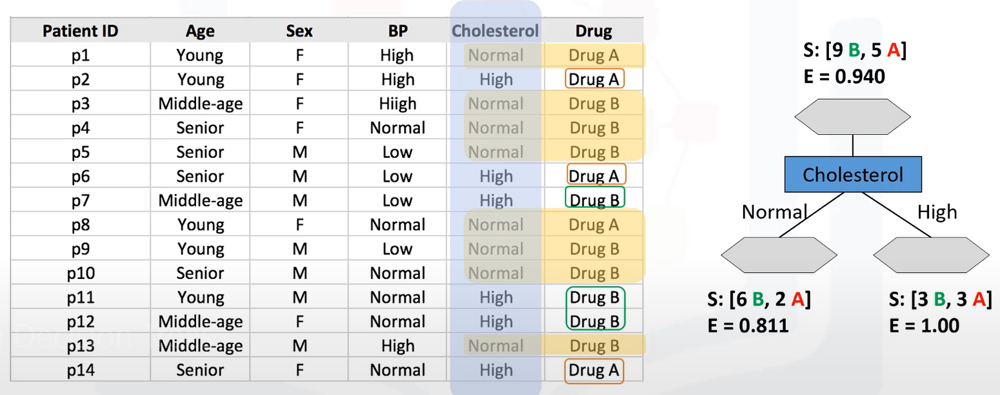 Patient ID Age Sex BP Cholesterol Drug
p1 Young F High Normal Drug A
p2 Young F High High Drug A
p3 Middle-age F Hiigh Normal Drug B
p4 Senior F Normal Normal Drug B
p5 Senior M Low Normal Drug B
p6 Senior M Low High Drug A
p7 Middle-age M Low High Drug B
p8 Young F Normal Normal Drug A
p9 Young M Low Normal Drug B
p10 Senior M Normal Normal Drug B
p11 Young M Normal High Drug B
p12 Middle-age F Normal High Drug B
p13 Middle-age M High Normal Drug B
p14 Senior F Normal High Drug A
S: [9 B, 5 A]
E = 0.940
Cholesterol
Normal High
S: [6 B, 2 A] S: [3 B, 3 A]
E = 0.811 E = 1.00